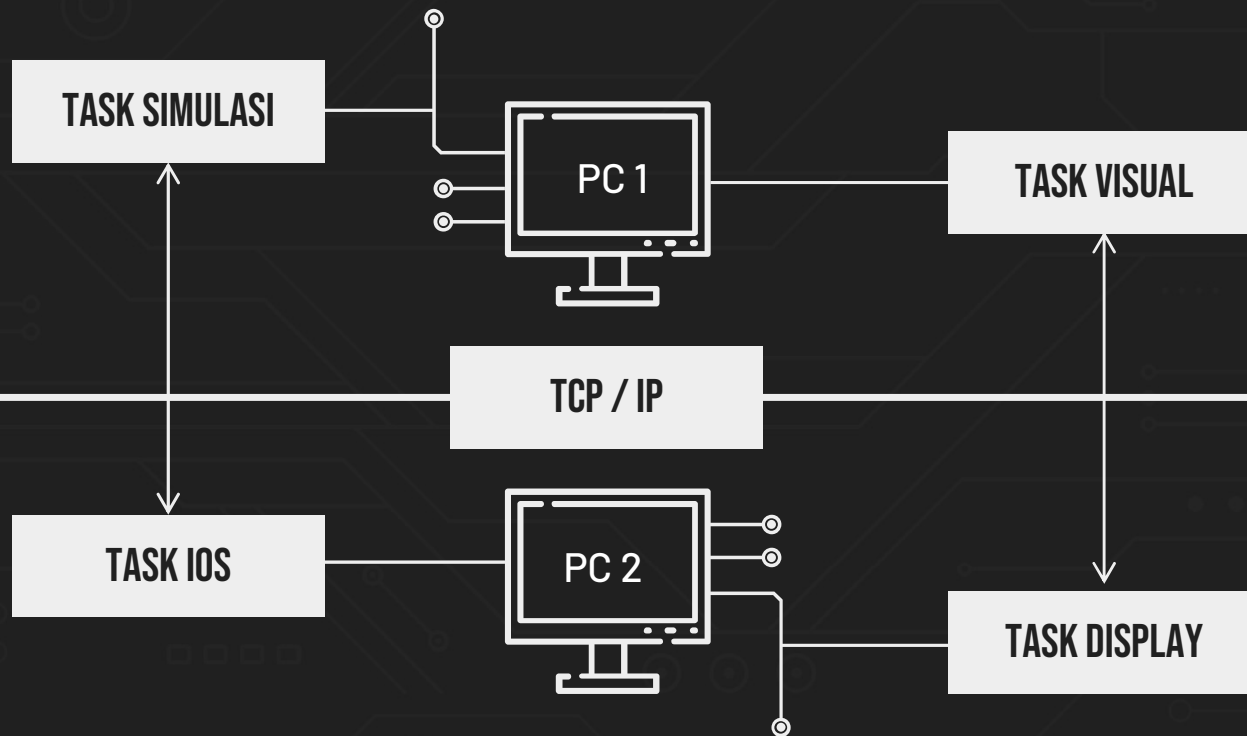 TASK SIMULASI
PC 1
TASK VISUAL
TCP / IP
TASK IOS
PC 2
TASK DISPLAY